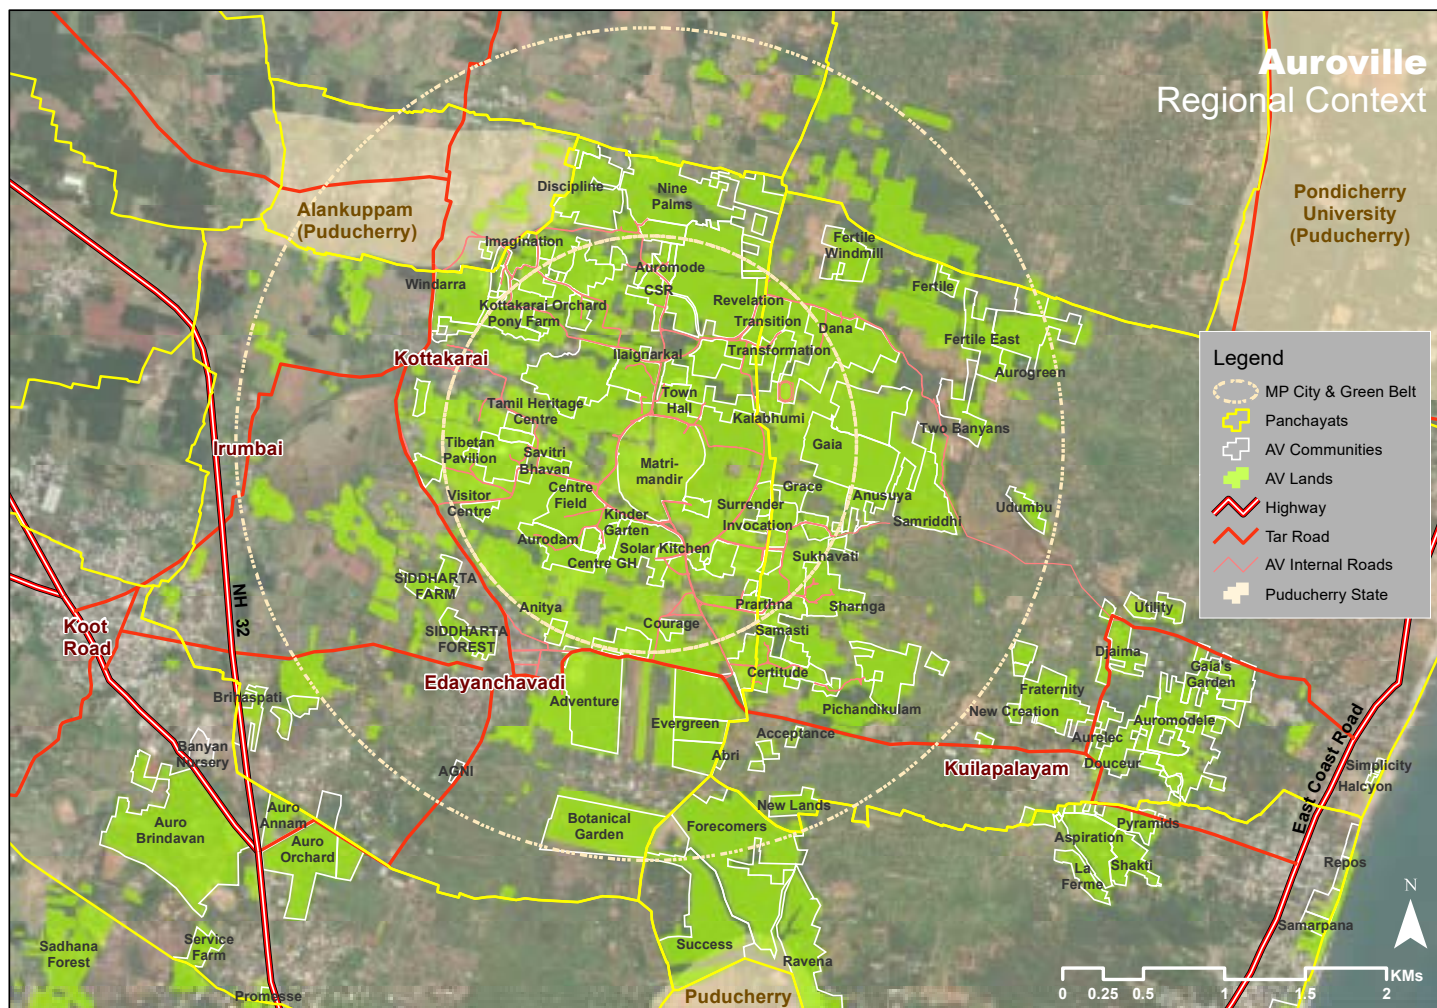 Auroville
Regional Context
Pondicherry
University
(Puducherry)
Alankuppam
(Puducherry)
Discipline
Nine
Palms
Imagination
Windarra
Auromode
CSR
Fertile
Windmill
Fertile
Kottakarai Orchard
Pony Farm
Revelation
Transition
Dana
Transformation
Ilaignarkal
Fertile East
Aurogreen
Kottakarai
Town
Hall
Tamil Heritage
Centre
Kalabhumi
Two Banyans
Irumbai
Tibetan
Pavilion
Savitri
Bhavan
Gaia
Matri-
mandir
Visitor
Centre
Centre
Field
Grace
Anusuya
Samriddhi
Udumbu
Surrender
Invocation
Kinder
Garten
Aurodam
Solar Kitchen
Centre GH
Sukhavati
SIDDHARTA
FARM
Anitya
Prarthna
Sharnga
Utility
NH 32
Koot
Road
SIDDHARTA
FOREST
Courage
Samasti
Djaima
Gaia's
Garden
Edayanchavadi
Certitude
Brihaspati
Adventure
Fraternity
New Creation
Pichandikulam
Evergreen
Auromodele
Acceptance
Aurelec
Banyan
Nursery
Abri
AGNI
Kuilapalayam
Douceur
East Coast Road
Simplicity
Halcyon
Auro
Annam
New Lands
Auro
Brindavan
Botanical
Garden
Forecomers
Pyramids
Aspiration
Auro
Orchard
La
Ferme
Shakti
Repos
Samarpana
Sadhana
Forest
Service
Farm
Success
Ravena
Promesse
Puducherry
Legend
MP City & Green Belt
Panchayats
AV Communities
AV Lands
Highway
Tar Road
AV Internal Roads
Puducherry State
N
KMs
0 0.25 0.5 1 1.5 2